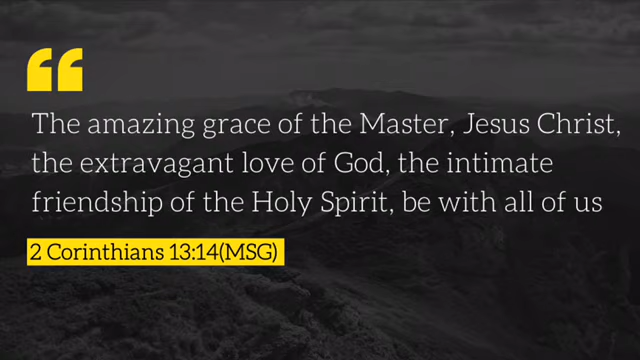 The amazing grace of the Master, Jesus Christ,
the extravagant love of God, the intimate
friendship of the Holy Spirit, be with all of us
2 Corinthians 13:14(MSG)